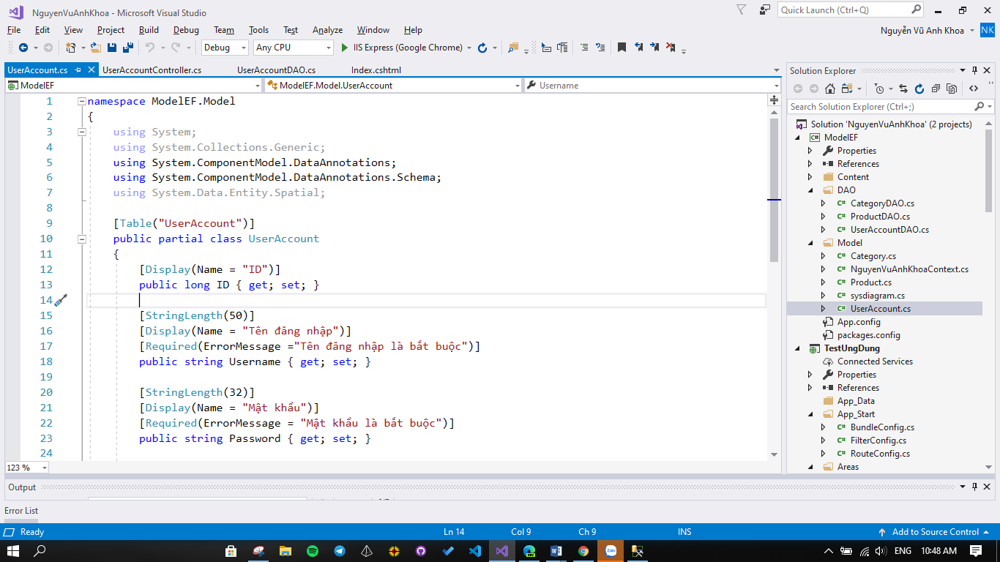 NguyenVuAnhKhoa - Microsoft Visual Studio
Quick Launch (Ctrl+Q)
File Edit View Project Build Debug Team Tools Test Analyze Window Help
Nguyễn Vũ Anh Khoa NK
Debug Any CPU IIS Express (Google Chrome)
UserAccount.cs UserAccountController.cs UserAccountDAO.cs Index.cshtml
ModelEF ModelEF.Model.UserAccount Username
1 namespace ModelEF.Model
2 {
3 using System;
4 using System.Collections.Generic;
5 using System.ComponentModel.DataAnnotations;
6 using System.ComponentModel.DataAnnotations.Schema;
7 using System.Data.Entity.Spatial;
8
9 [Table("UserAccount")]
10 public partial class UserAccount
11 {
12 [Display(Name = "ID")]
13 public long ID { get; set; }
14
15 [StringLength(50)]
16 [Display(Name = "Tên đăng nhập")]
17 [Required(ErrorMessage ="Tên đăng nhập là bắt buộc")]
18 public string Username { get; set; }
19
20 [StringLength(32)]
21 [Display(Name = "Mật khẩu")]
22 [Required(ErrorMessage = "Mật khẩu là bắt buộc")]
23 public string Password { get; set; }
24
123 %
Solution Explorer
Search Solution Explorer (Ctrl+;)
Solution 'NguyenVuAnhKhoa' (2 projects)
ModelEF
Properties
References
Content
DAO
C# CategoryDAO.cs
C# ProductDAO.cs
C# UserAccountDAO.cs
Model
C# Category.cs
C# NguyenVuAnhKhoaContext.cs
C# Product.cs
C# sysdiagram.cs
C# UserAccount.cs
App.config
packages.config
TestUngDung
Connected Services
Properties
References
App_Data
App_Start
C# BundleConfig.cs
C# FilterConfig.cs
C# RouteConfig.cs
Areas
Output
Error List
Ready Ln 14 Col 9 Ch 9 INS Add to Source Control
Zalo
ENG 10:48 AM